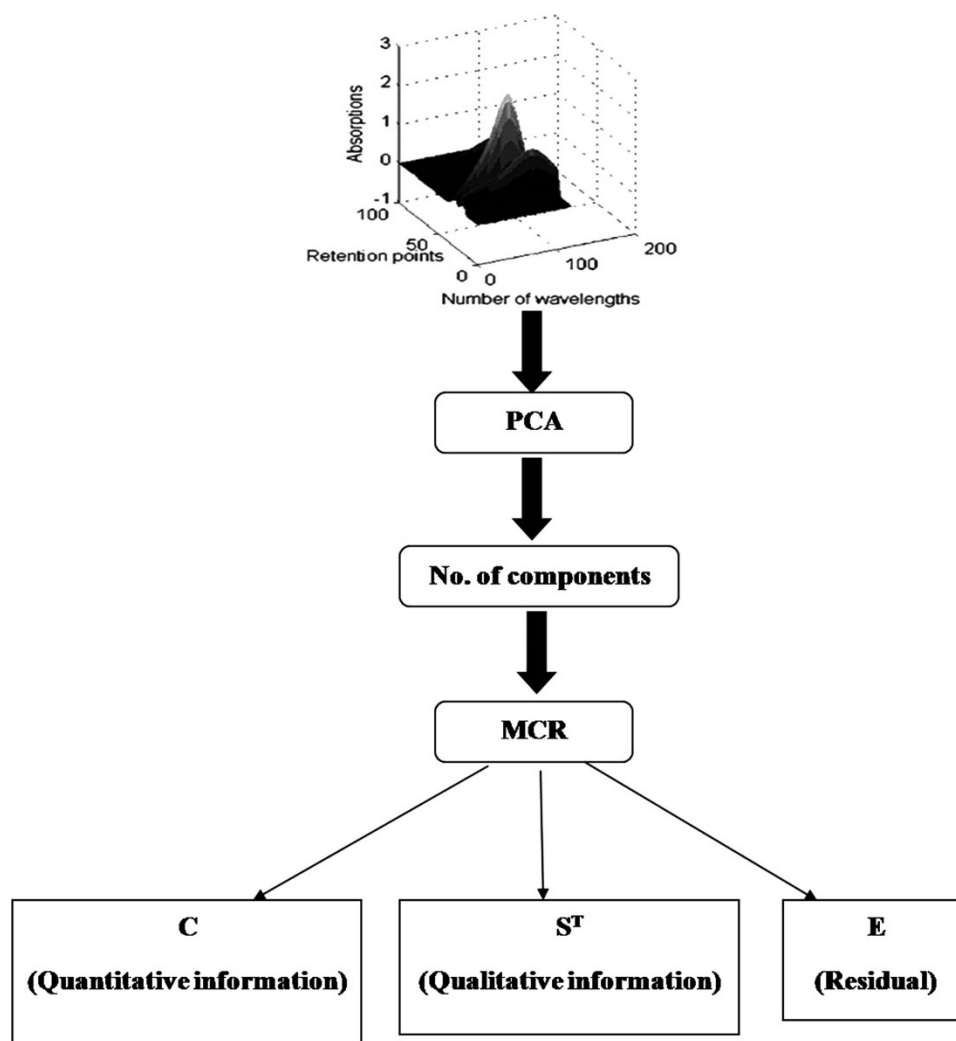 3
2
1
0
-1
Absorptions
100
50
0
Retention points
0
100
200
Number of wavelengths
PCA
No. of components
MCR
C
(Quantitative information)
Sᵀ
(Qualitative information)
E
(Residual)